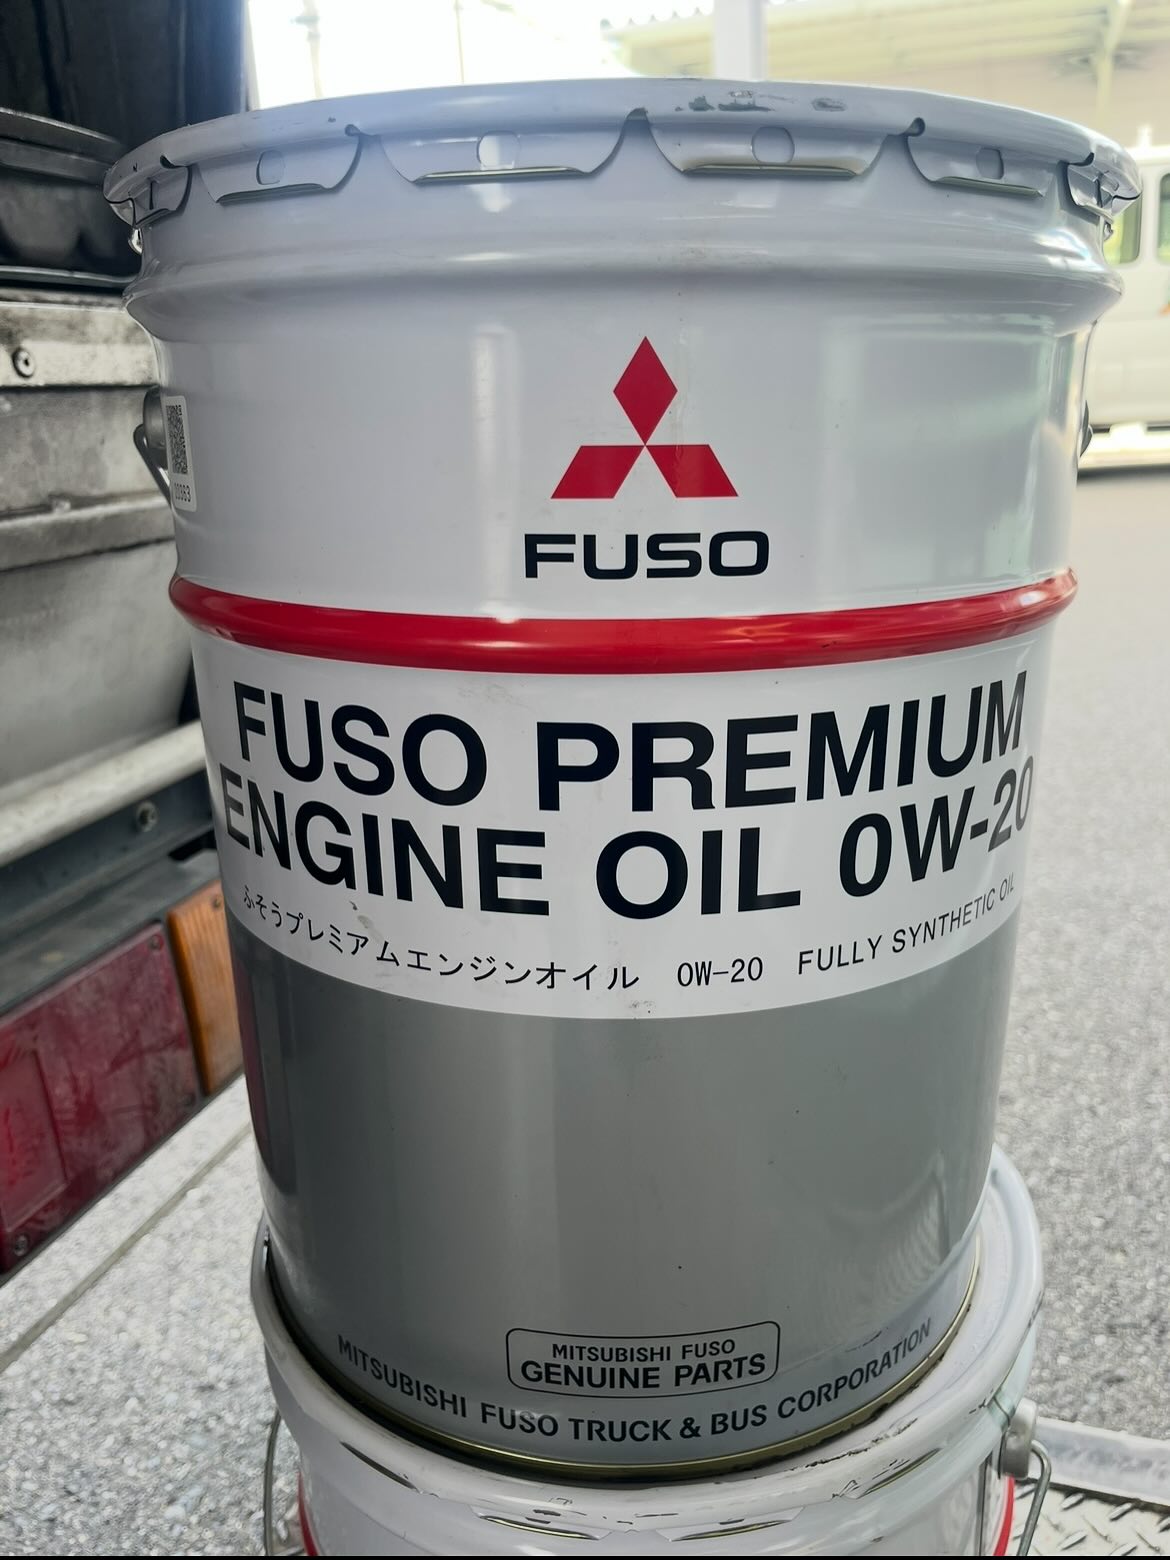 FUSO
FUSO PREMIUM
ENGINE OIL 0W-20
ふそうプレミアムエンジンオイル 0W-20 FULLY SYNTHETIC OIL
MITSUBISHI FUSO
GENUINE PARTS
MITSUBISHI FUSO TRUCK & BUS CORPORATION